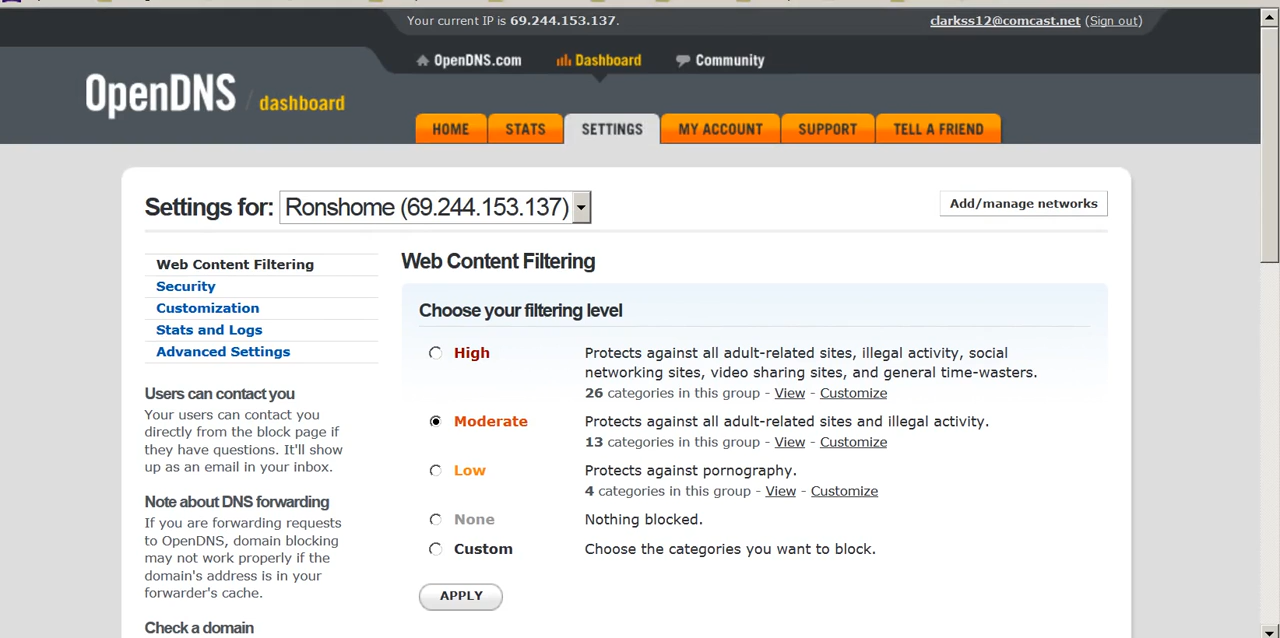 Your current IP is 69.244.153.137.
clarkss12@comcast.net (Sign out)
OpenDNS.com
Dashboard
Community
OpenDNS / dashboard
HOME
STATS
SETTINGS
MY ACCOUNT
SUPPORT
TELL A FRIEND
Settings for: Ronshome (69.244.153.137)
Add/manage networks
Web Content Filtering
Security
Customization
Stats and Logs
Advanced Settings
Users can contact you
Your users can contact you
directly from the block page if
they have questions. It'll show
up as an email in your inbox.
Note about DNS forwarding
If you are forwarding requests
to OpenDNS, domain blocking
may not work properly if the
domain's address is in your
forwarder's cache.
Check a domain
Web Content Filtering
Choose your filtering level
High
Protects against all adult-related sites, illegal activity, social
networking sites, video sharing sites, and general time-wasters.
26 categories in this group - View - Customize
Moderate
Protects against all adult-related sites and illegal activity.
13 categories in this group - View - Customize
Low
Protects against pornography.
4 categories in this group - View - Customize
None
Nothing blocked.
Custom
Choose the categories you want to block.
APPLY